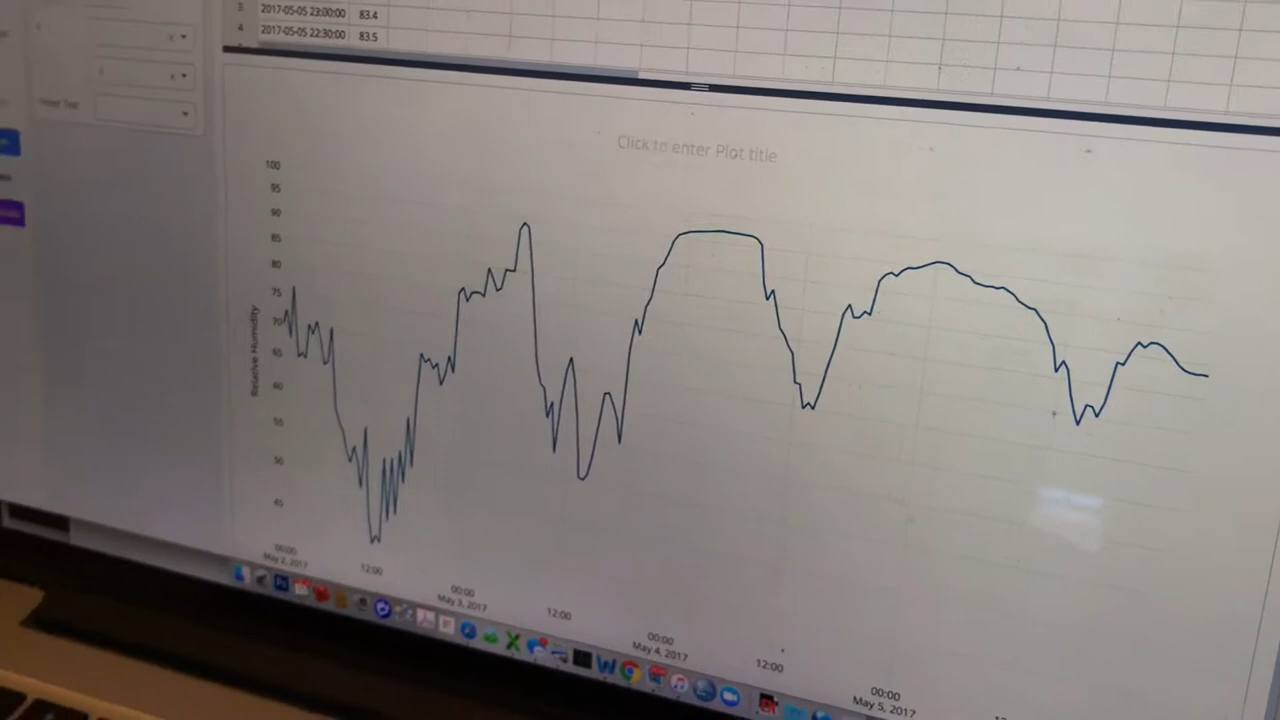 3 2017-05-05 23:00:00 83.4
4 2017-05-05 22:30:00 83.5
Click to enter Plot title
100
95
90
85
80
75
70
65
60
55
50
45
Relative Humidity
00:00
May 2, 2017
12:00
00:00
May 3, 2017
12:00
00:00
May 4, 2017
12:00
00:00
May 5, 2017